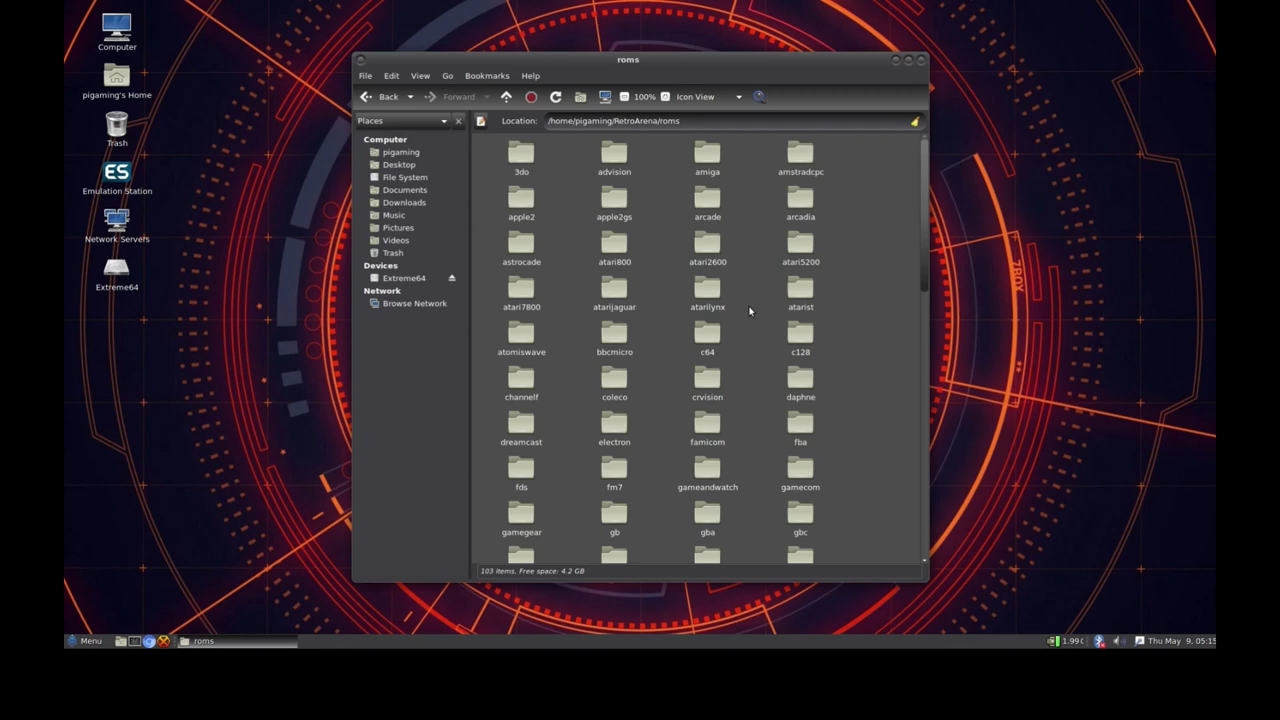 Computer
pigaming's Home
Trash
ES
Emulation Station
Network Servers
Extreme64
roms
File Edit View Go Bookmarks Help
Back Forward 100% Icon View
Places Location: /home/pigaming/RetroArena/roms
Computer
pigaming
Desktop
File System
Documents
Downloads
Music
Pictures
Videos
Trash
Devices
Extreme64
Network
Browse Network
3do advision amiga amstradcpc
apple2 apple2gs arcade arcadia
astrocade atari800 atari2600 atari5200
atari7800 atarijaguar atarilynx atarist
atomiswave bbcmicro c64 c128
channelf coleco crvision daphne
dreamcast electron famicom fba
fds fm7 gameandwatch gamecom
gamegear gb gba gbc
103 items, Free space: 4.2 GB
Menu roms Thu May 9, 05:15